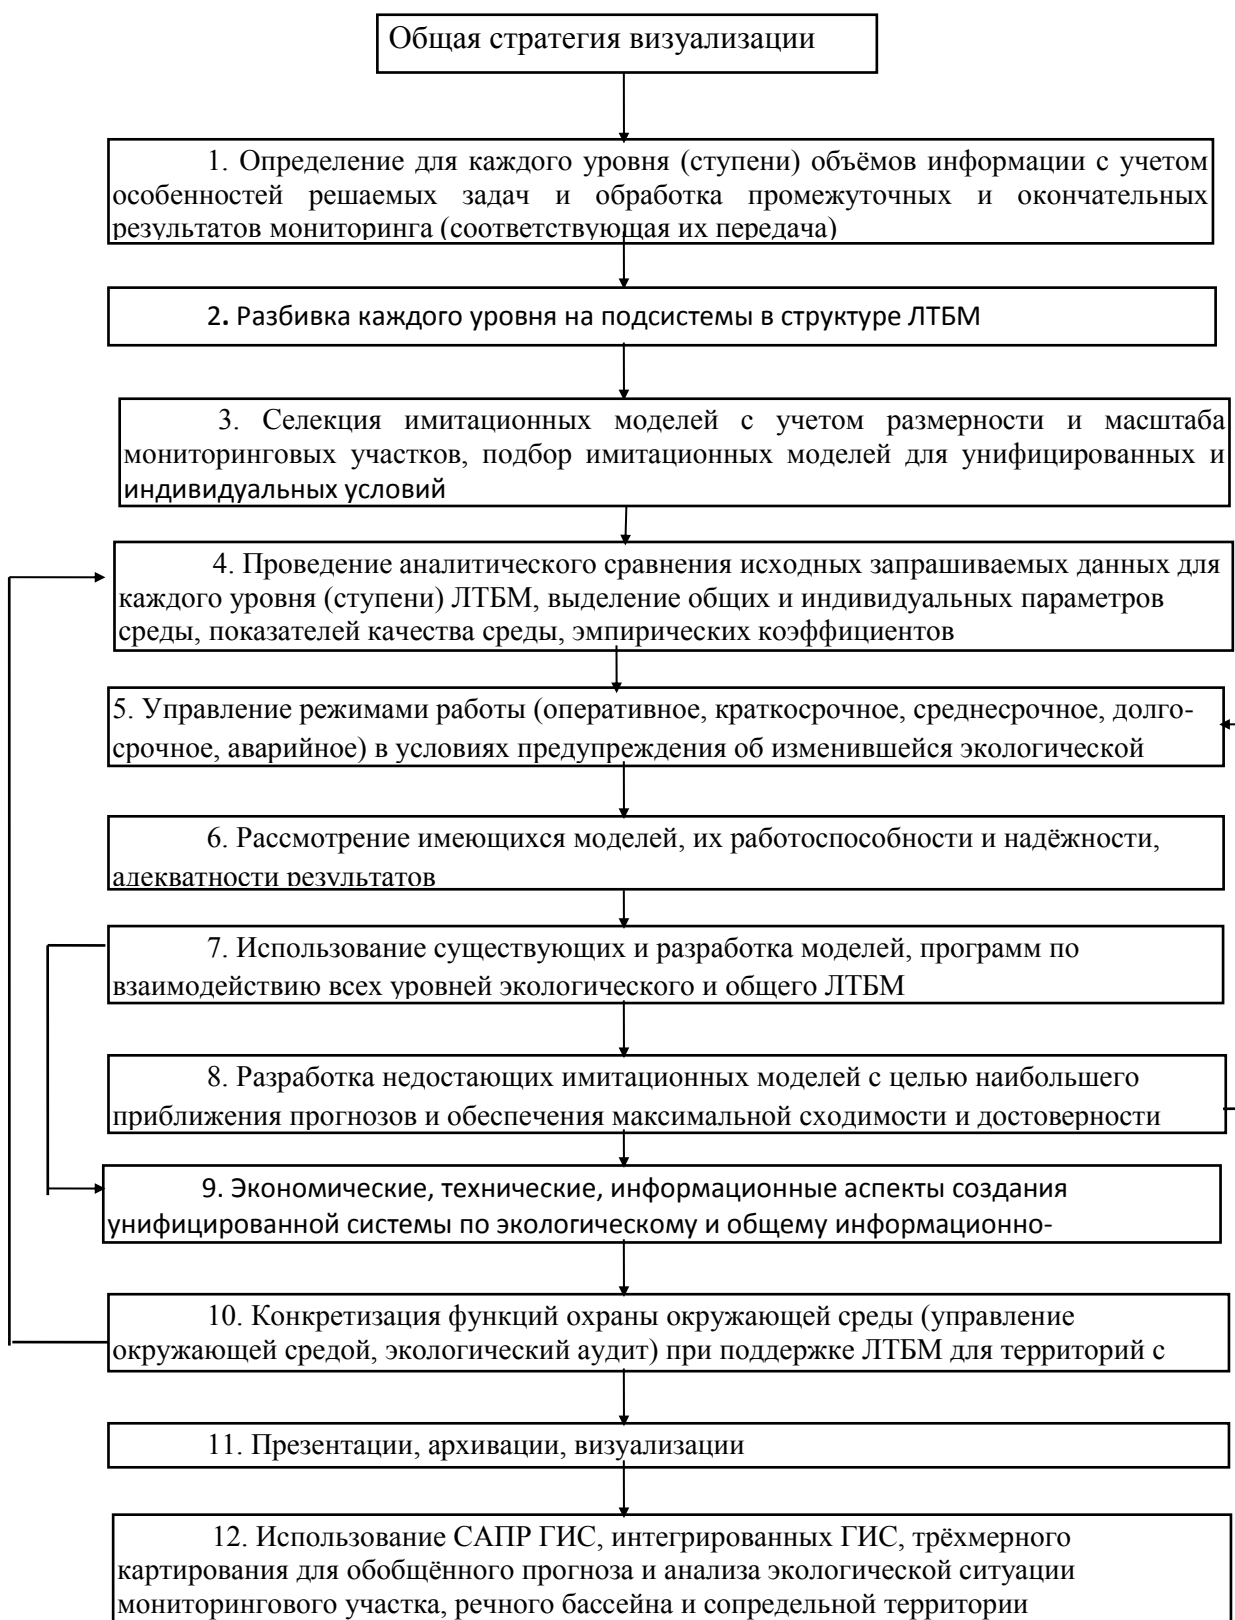 Общая стратегия визуализации
1. Определение для каждого уровня (ступени) объёмов информации с учетом
особенностей решаемых задач и обработка промежуточных и окончательных
результатов мониторинга (соответствующая их передача)
2. Разбивка каждого уровня на подсистемы в структуре ЛТБМ
3. Селекция имитационных моделей с учетом размерности и масштаба
мониторинговых участков, подбор имитационных моделей для унифицированных и
индивидуальных условий
4. Проведение аналитического сравнения исходных запрашиваемых данных для
каждого уровня (ступени) ЛТБМ, выделение общих и индивидуальных параметров
среды, показателей качества среды, эмпирических коэффициентов
5. Управление режимами работы (оперативное, краткосрочное, среднесрочное, долго-
срочное, аварийное) в условиях предупреждения об изменившейся экологической
6. Рассмотрение имеющихся моделей, их работоспособности и надёжности,
адекватности результатов
7. Использование существующих и разработка моделей, программ по
взаимодействию всех уровней экологического и общего ЛТБМ
8. Разработка недостающих имитационных моделей с целью наибольшего
приближения прогнозов и обеспечения максимальной сходимости и достоверности
9. Экономические, технические, информационные аспекты создания
унифицированной системы по экологическому и общему информационно-
10. Конкретизация функций охраны окружающей среды (управление
окружающей средой, экологический аудит) при поддержке ЛТБМ для территорий с
11. Презентации, архивации, визуализации
12. Использование САПР ГИС, интегрированных ГИС, трёхмерного
картирования для обобщённого прогноза и анализа экологической ситуации
мониторингового участка, речного бассейна и сопредельной территории